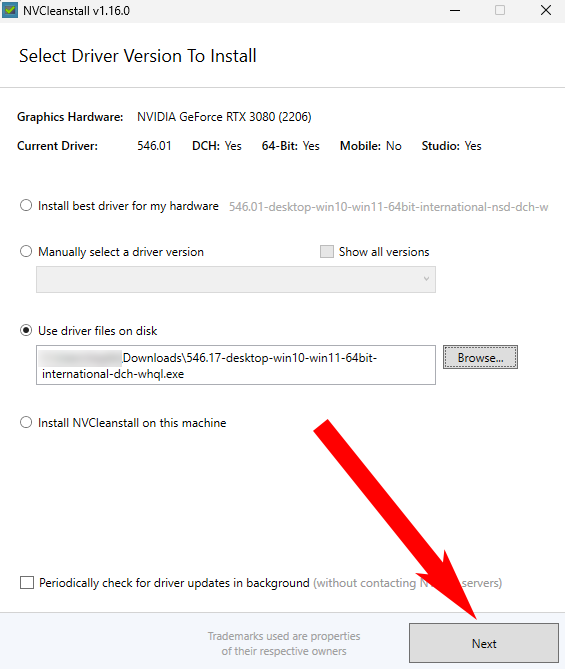 NVCleanstall v1.16.0
Select Driver Version To Install
Graphics Hardware: NVIDIA GeForce RTX 3080 (2206)
Current Driver: 546.01 DCH: Yes 64-Bit: Yes Mobile: No Studio: Yes
Install best driver for my hardware 546.01-desktop-win10-win11-64bit-international-nsd-dch-w
Manually select a driver version Show all versions
Use driver files on disk
Downloads\546.17-desktop-win10-win11-64bit-
international-dch-whql.exe
Browse...
Install NVCleanstall on this machine
Periodically check for driver updates in background (without contacting servers)
Trademarks used are properties
of their respective owners
Next